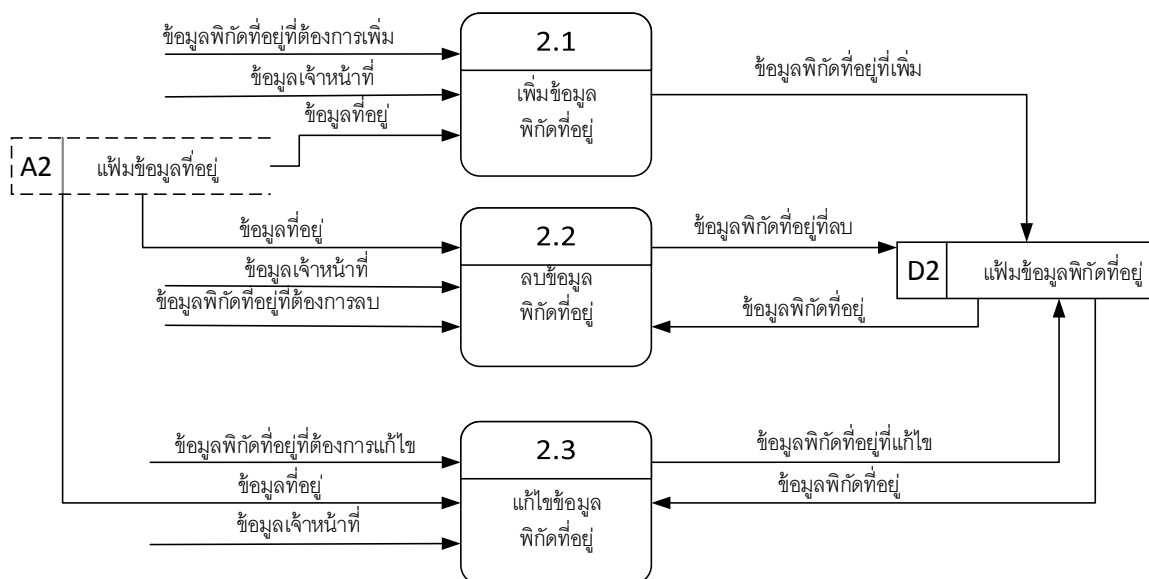 ข้อมูลพิกัดที่อยู่ที่ต้องการเพิ่ม
2.1
ข้อมูลพิกัดที่อยู่ที่เพิ่ม
ข้อมูลเจ้าหน้าที่
เพิ่มข้อมูล
พิกัดที่อยู่
ข้อมูลที่อยู่
A2
แฟ้มข้อมูลที่อยู่
ข้อมูลที่อยู่
2.2
ข้อมูลพิกัดที่อยู่ที่ลบ
ข้อมูลเจ้าหน้าที่
ลบข้อมูล
พิกัดที่อยู่
D2
แฟ้มข้อมูลพิกัดที่อยู่
ข้อมูลพิกัดที่อยู่ที่ต้องการลบ
ข้อมูลพิกัดที่อยู่
ข้อมูลพิกัดที่อยู่ที่ต้องการแก้ไข
2.3
ข้อมูลพิกัดที่อยู่ที่แก้ไข
ข้อมูลที่อยู่
แก้ไขข้อมูล
พิกัดที่อยู่
ข้อมูลพิกัดที่อยู่
ข้อมูลเจ้าหน้าที่